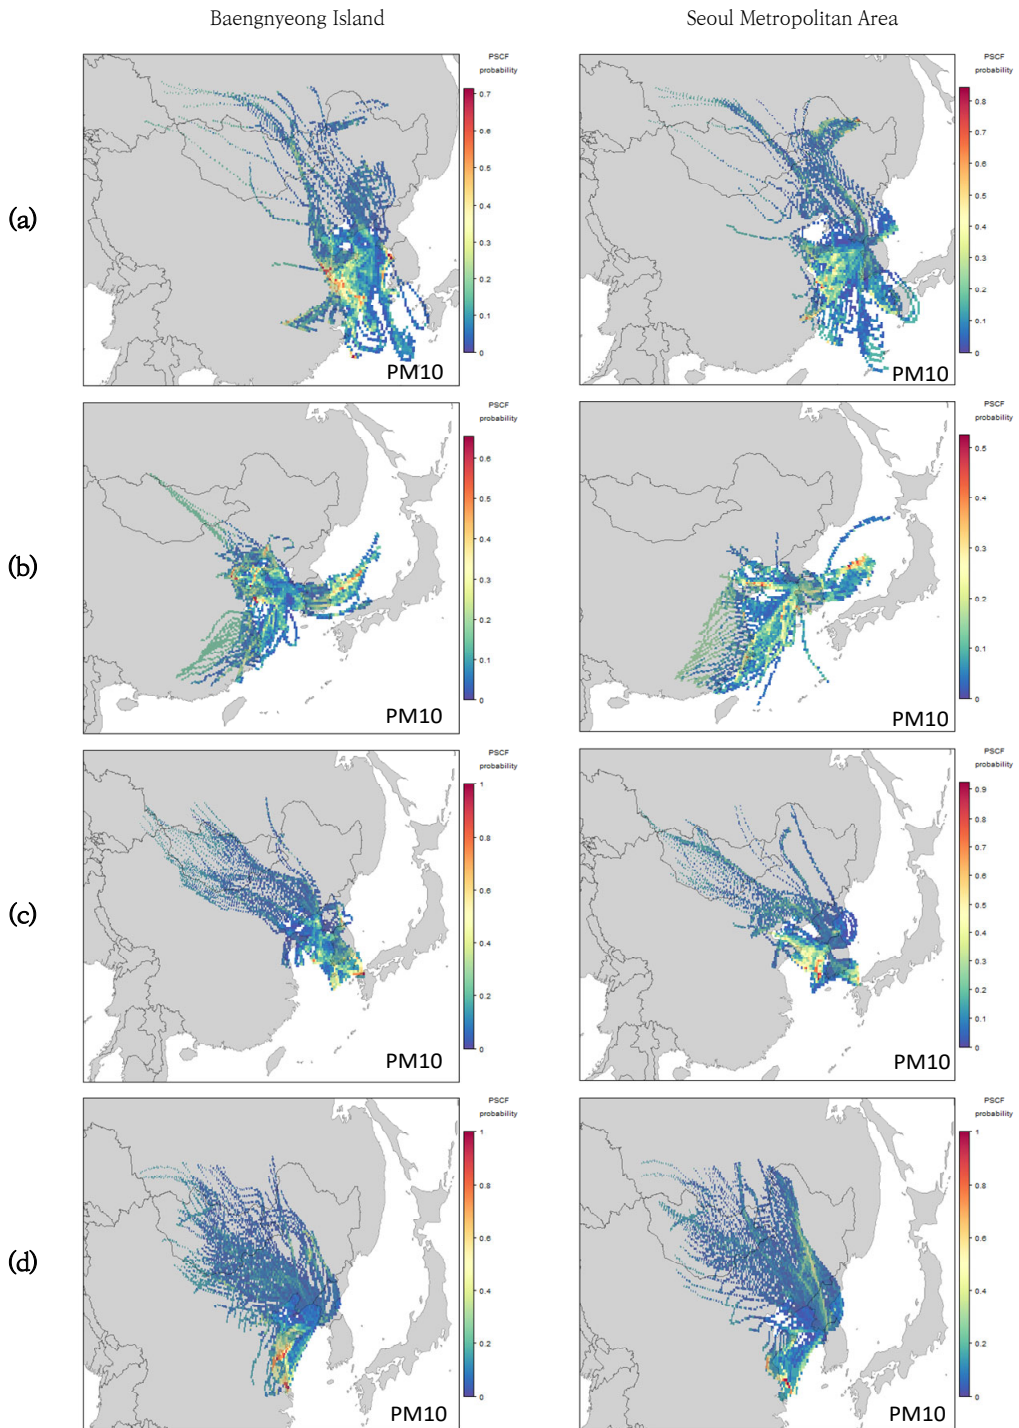 Baengnyeong Island
Seoul Metropolitan Area
(a)
PSCF
probability
0.7
0.6
0.5
0.4
0.3
0.2
0.1
0
PM10
PSCF
probability
0.8
0.7
0.6
0.5
0.4
0.3
0.2
0.1
0
PM10
(b)
PSCF
probability
0.6
0.5
0.4
0.3
0.2
0.1
0
PM10
PSCF
probability
0.5
0.4
0.3
0.2
0.1
0
PM10
(c)
PSCF
probability
1
0.8
0.6
0.4
0.2
0
PM10
PSCF
probability
0.9
0.8
0.7
0.6
0.5
0.4
0.3
0.2
0.1
0
PM10
(d)
PSCF
probability
1
0.8
0.6
0.4
0.2
0
PM10
PSCF
probability
1
0.8
0.6
0.4
0.2
0
PM10